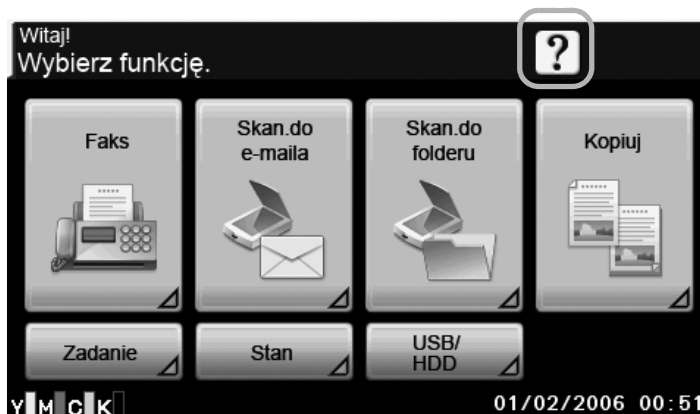 Witaj!
Wybierz funkcję.
?
Faks
Skan.do
e-maila
Skan.do
folderu
Kopiuj
Zadanie
Stan
USB/
HDD
Y M C K
01/02/2006 00:51